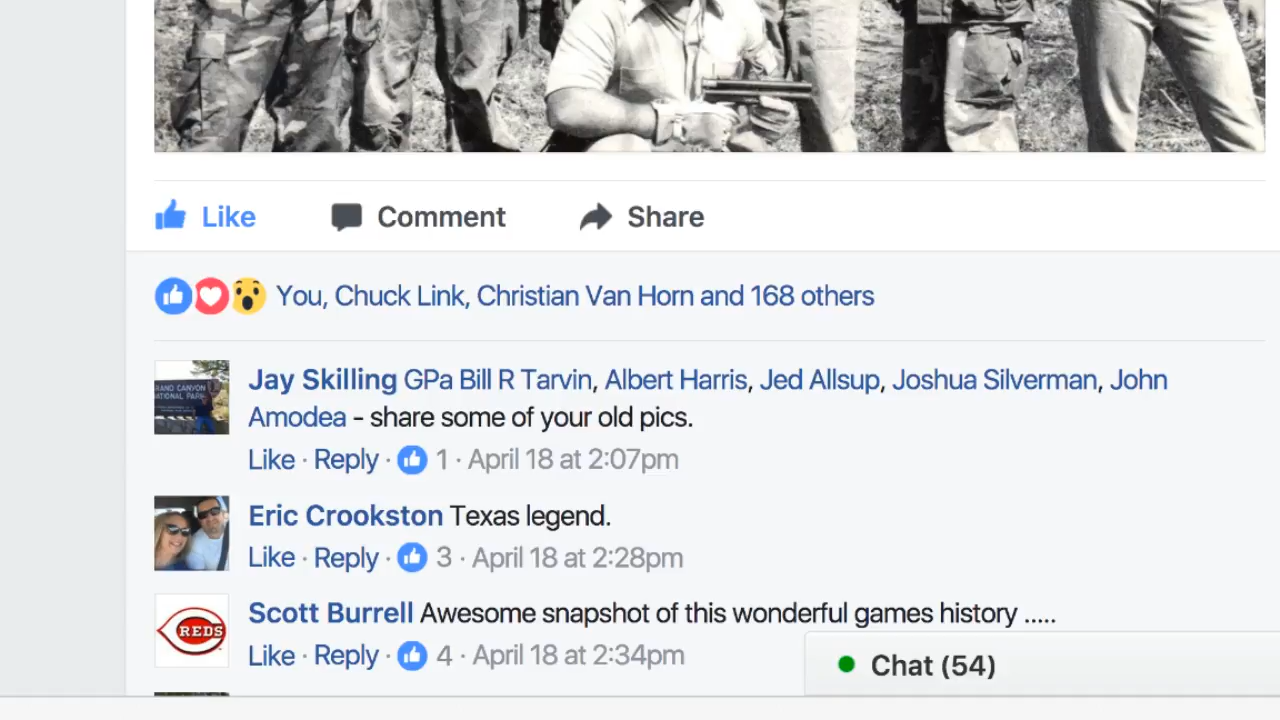 Like Comment Share
You, Chuck Link, Christian Van Horn and 168 others
Jay Skilling GPa Bill R Tarvin, Albert Harris, Jed Allsup, Joshua Silverman, John
Amodea - share some of your old pics.
Like · Reply · 1 · April 18 at 2:07pm
Eric Crookston Texas legend.
Like · Reply · 3 · April 18 at 2:28pm
Scott Burrell Awesome snapshot of this wonderful games history .....
REDS
Like · Reply · 4 · April 18 at 2:34pm
Chat (54)